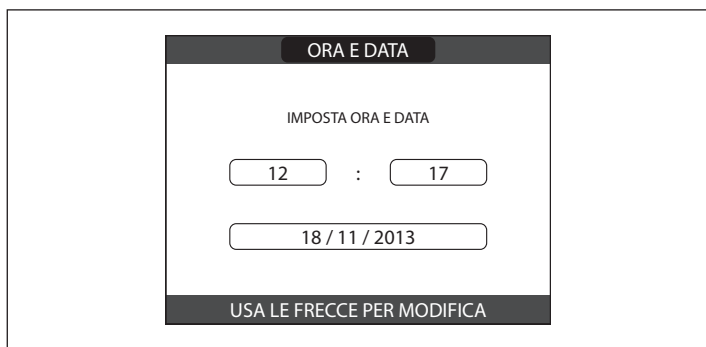 ORA E DATA
IMPOSTA ORA E DATA
12 : 17
18 / 11 / 2013
USA LE FRECCE PER MODIFICA